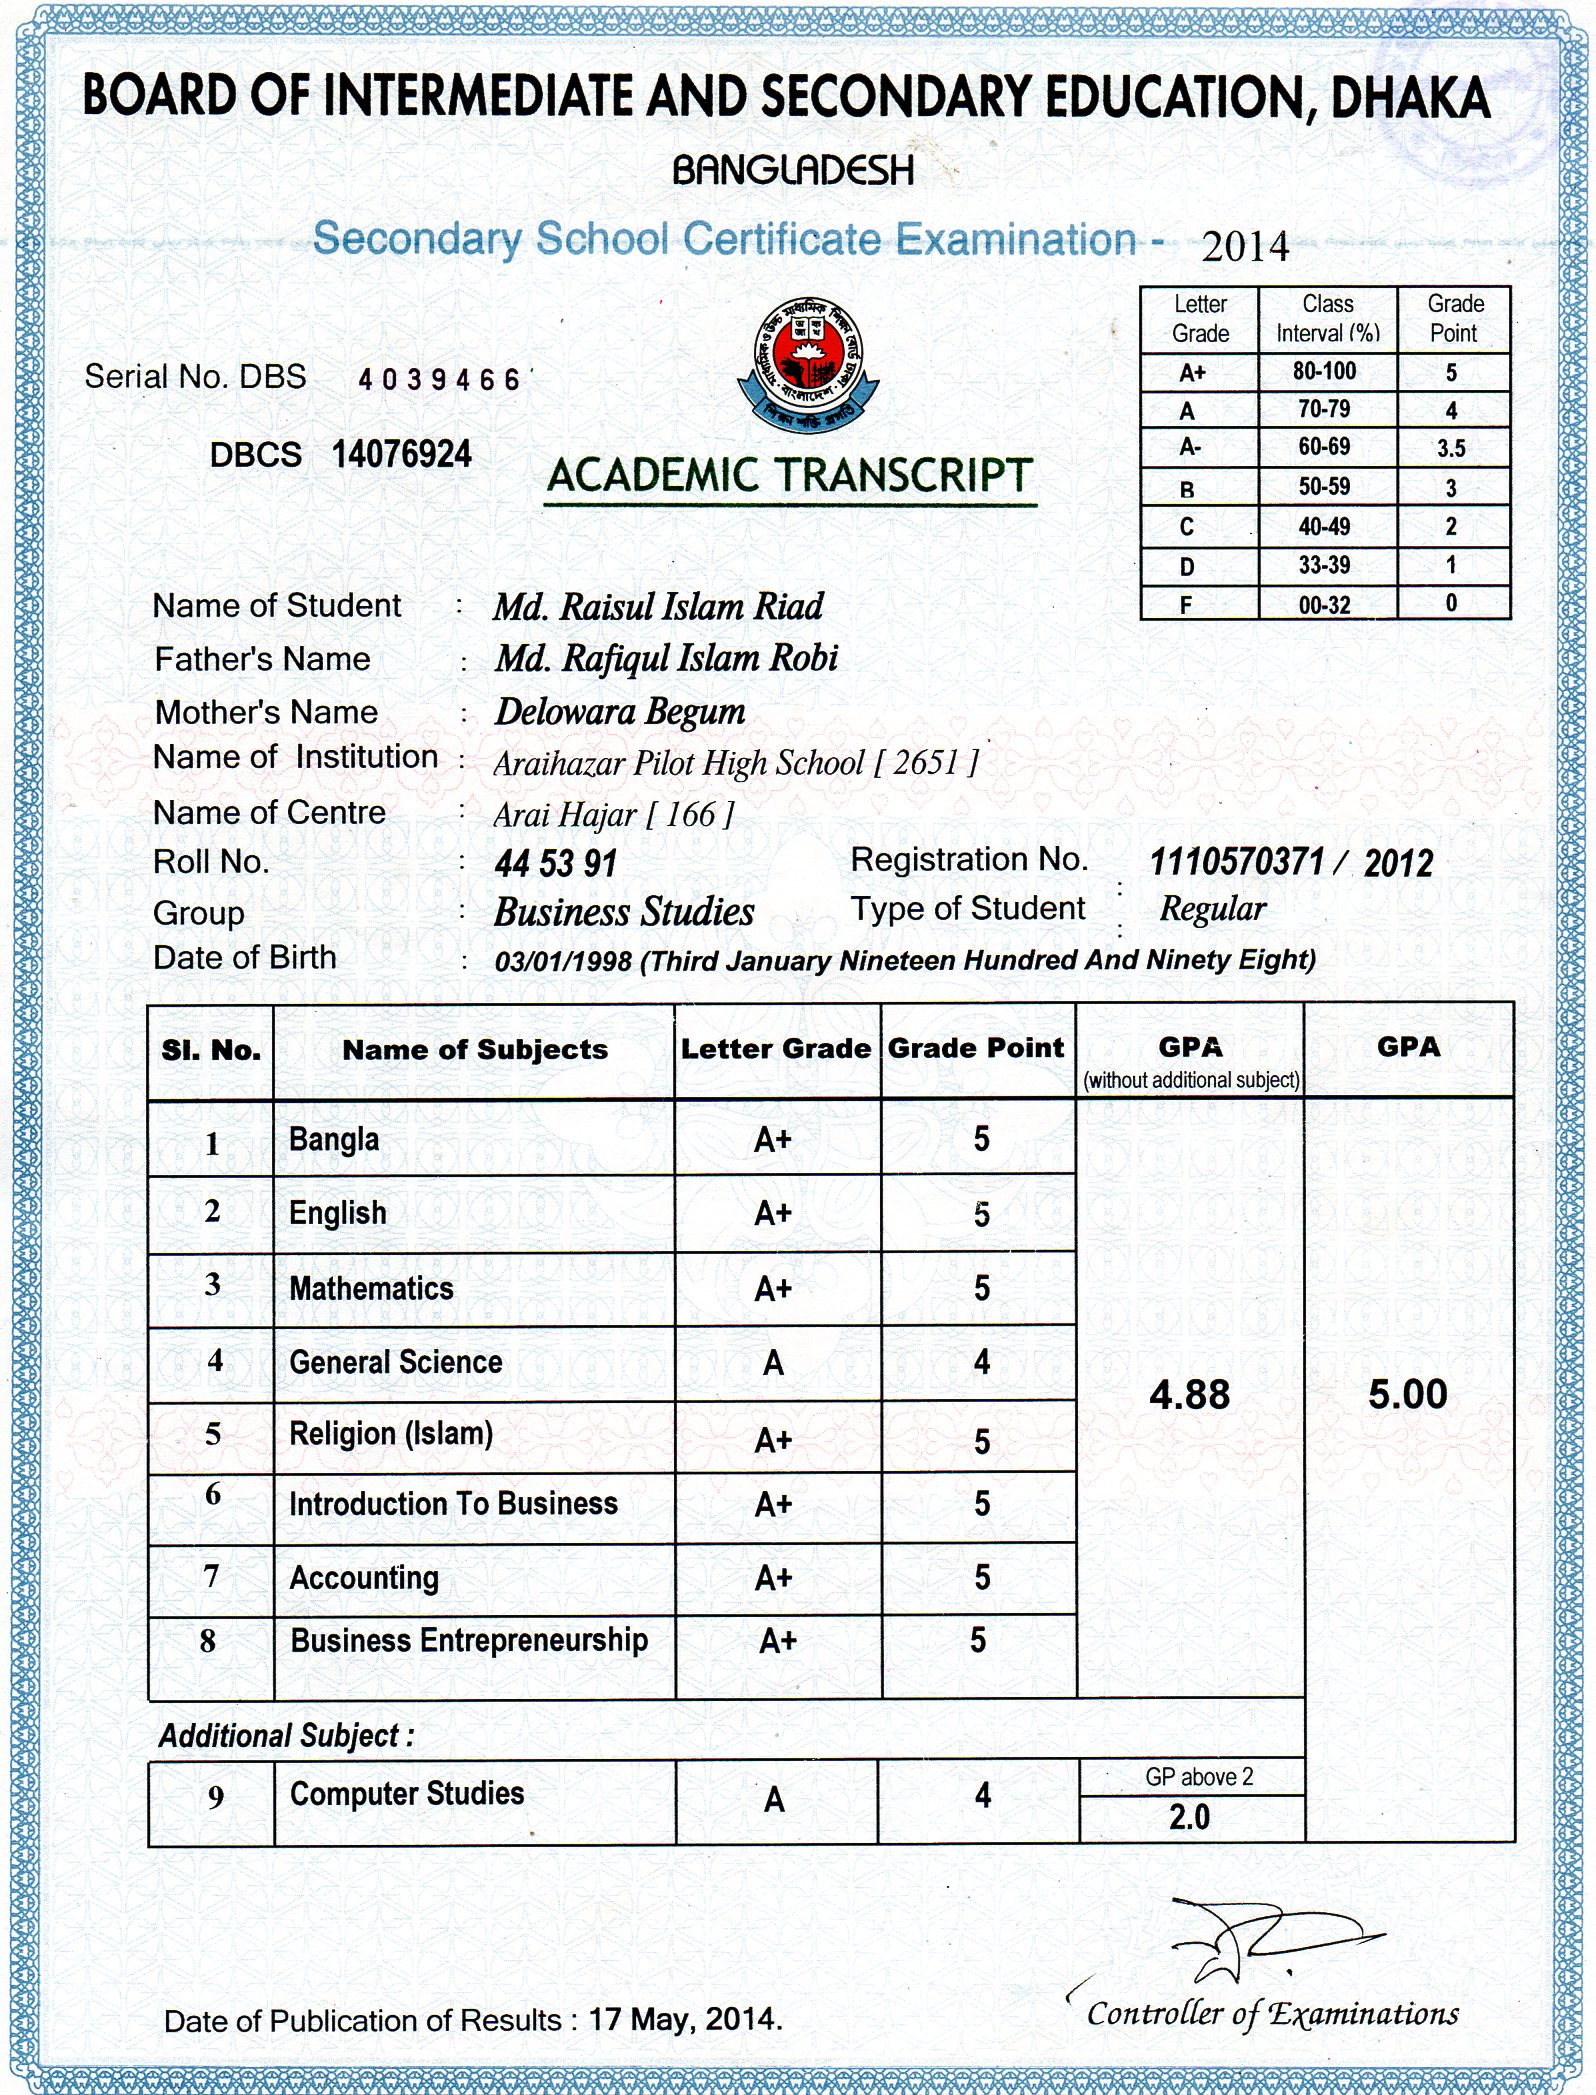 BOARD OF INTERMEDIATE AND SECONDARY EDUCATION, DHAKA
BANGLADESH
Secondary School Certificate Examination - 2014
Letter Grade Class Interval (%) Grade Point
A+ 80-100 5
A 70-79 4
A- 60-69 3.5
B 50-59 3
C 40-49 2
D 33-39 1
F 00-32 0
Serial No. DBS 4039466
DBCS 14076924
ACADEMIC TRANSCRIPT
Name of Student : Md. Raisul Islam Riad
Father's Name : Md. Rafiqul Islam Robi
Mother's Name : Delowara Begum
Name of Institution : Araihazar Pilot High School [ 2651 ]
Name of Centre : Arai Hajar [ 166 ]
Roll No. : 44 53 91 Registration No. : 1110570371 / 2012
Group : Business Studies Type of Student : Regular
Date of Birth : 03/01/1998 (Third January Nineteen Hundred And Ninety Eight)
Sl. No. Name of Subjects Letter Grade Grade Point GPA (without additional subject) GPA
1 Bangla A+ 5
2 English A+ 5
3 Mathematics A+ 5
4 General Science A 4
4.88 5.00
5 Religion (Islam) A+ 5
6 Introduction To Business A+ 5
7 Accounting A+ 5
8 Business Entrepreneurship A+ 5
Additional Subject :
9 Computer Studies A 4 GP above 2
2.0
Date of Publication of Results : 17 May, 2014.
Controller of Examinations